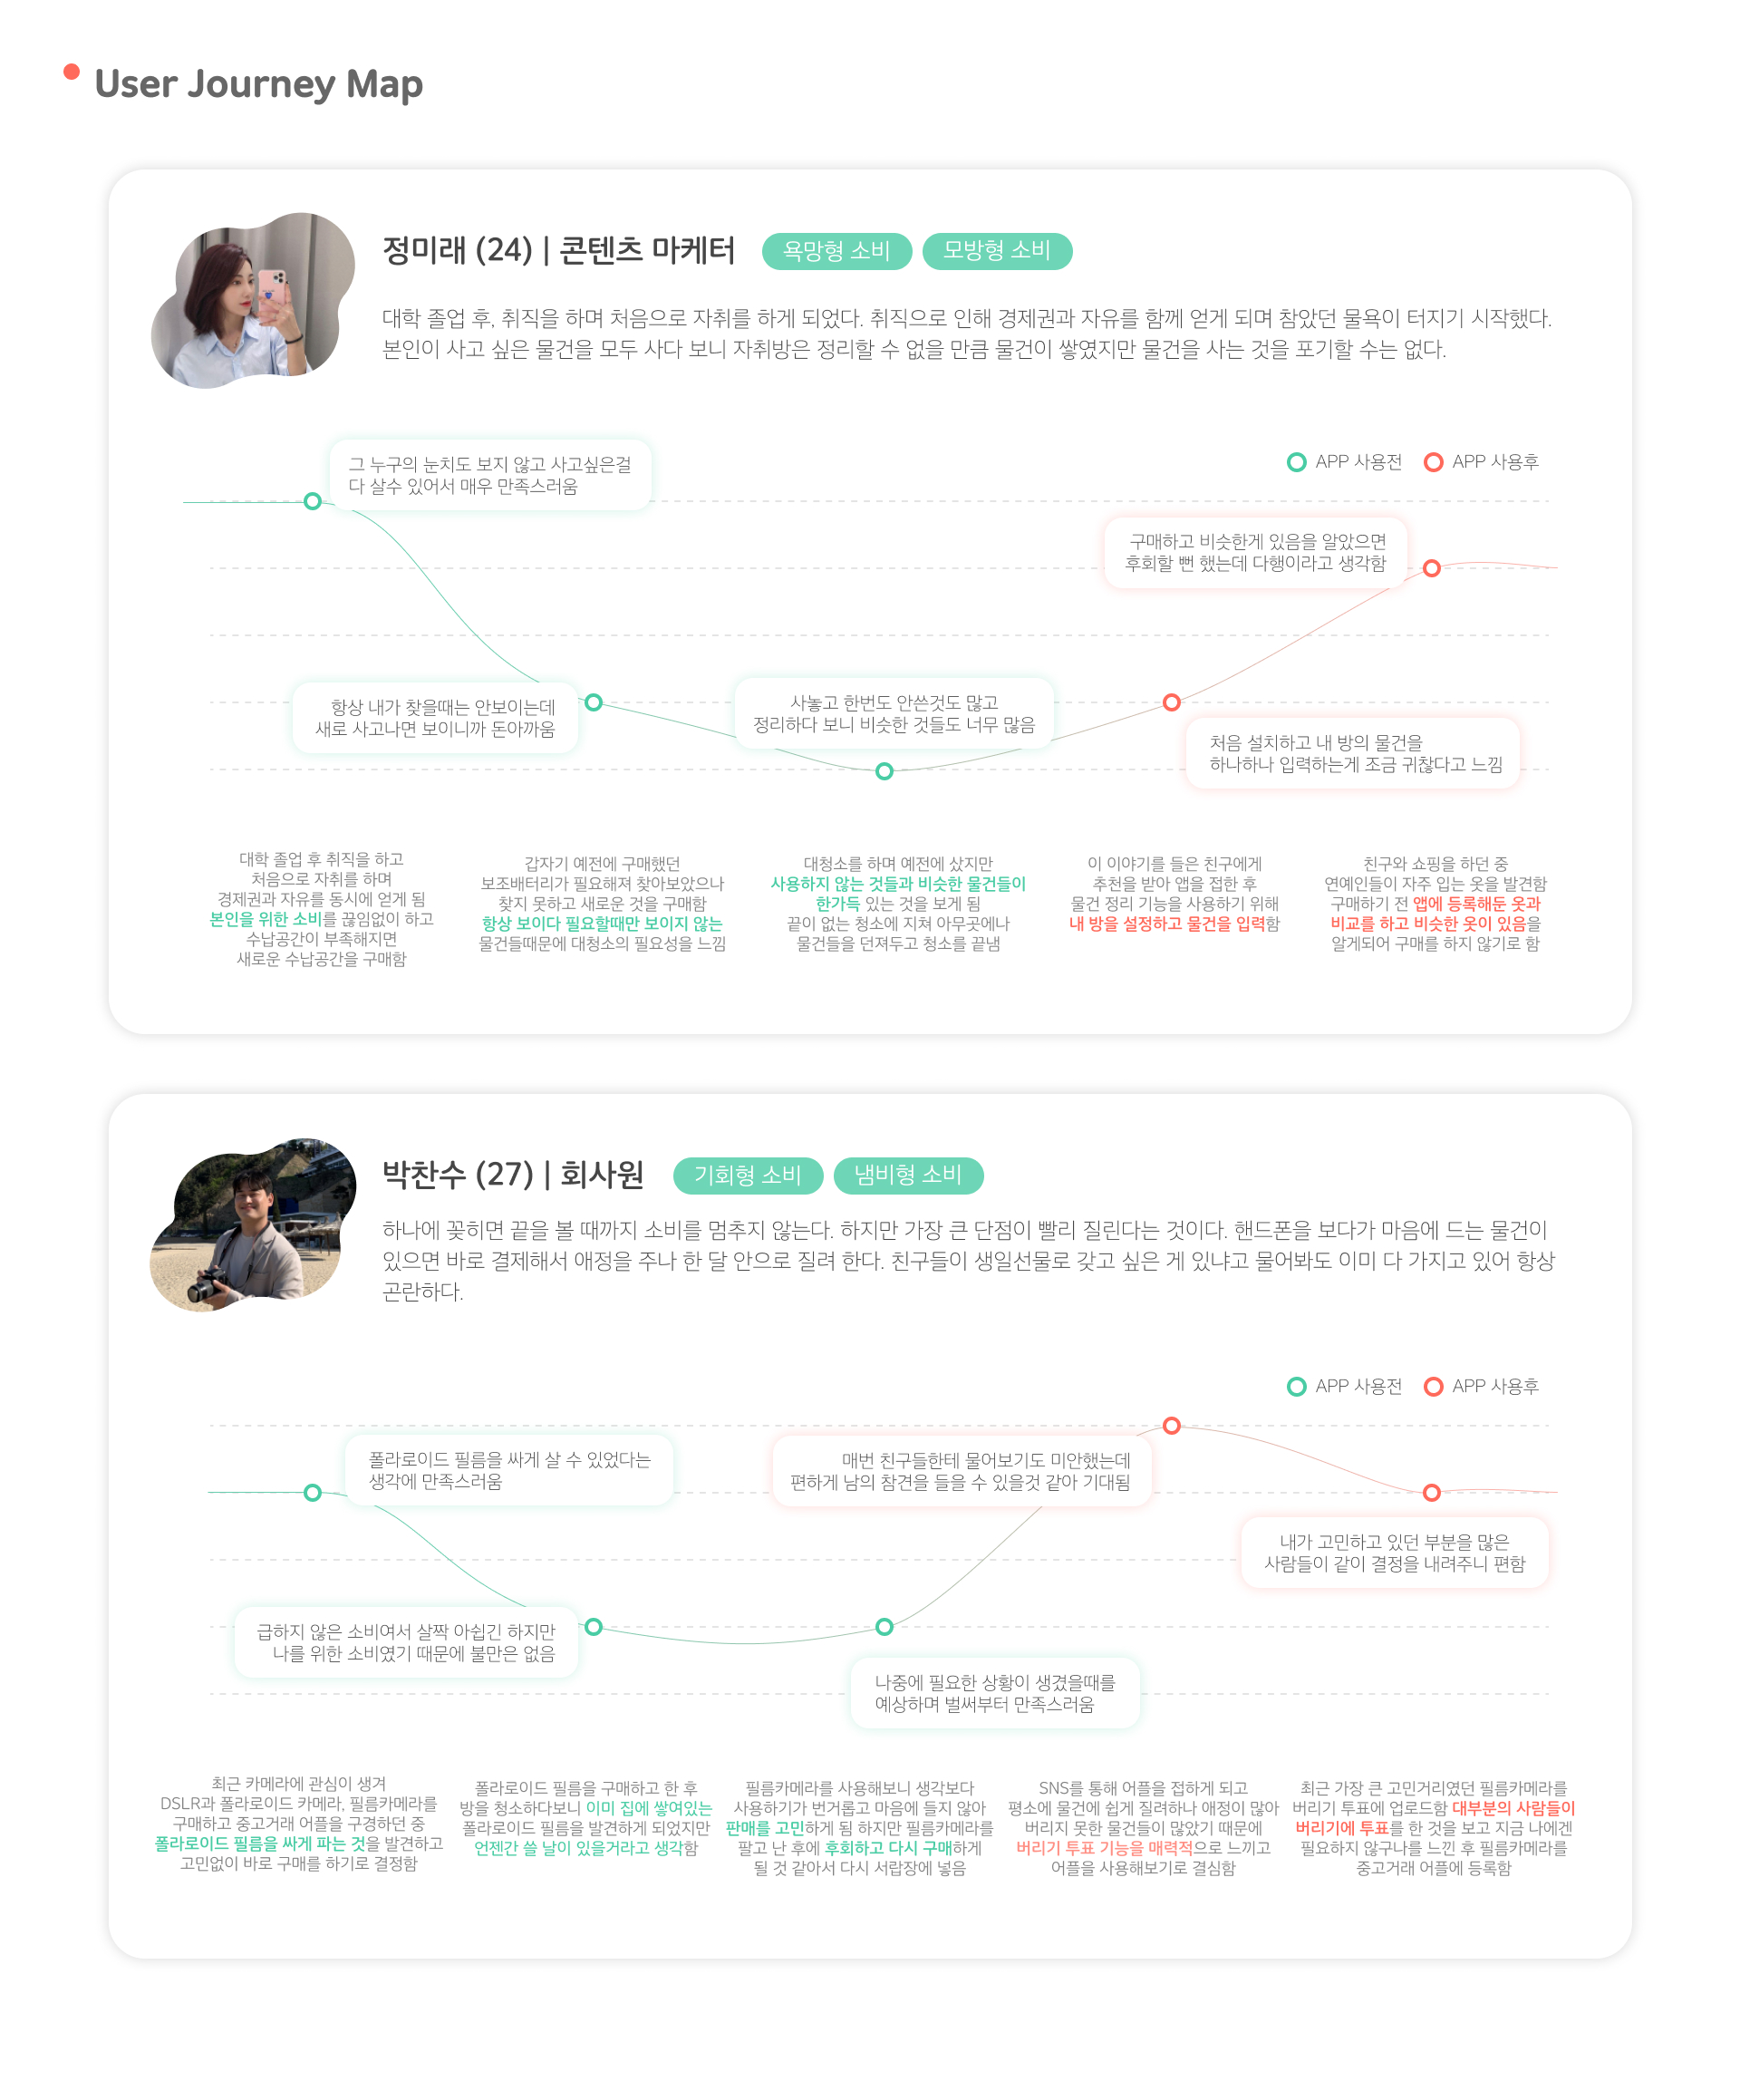 User Journey Map
정미래 (24) | 콘텐츠 마케터
욕망형 소비
모방형 소비
대학 졸업 후, 취직을 하며 처음으로 자취를 하게 되었다. 취직으로 인해 경제권과 자유를 함께 얻게 되며 참았던 물욕이 터지기 시작했다.
본인이 사고 싶은 물건을 모두 사다 보니 자취방은 정리할 수 없을 만큼 물건이 쌓였지만 물건을 사는 것을 포기할 수는 없다.
APP 사용전
APP 사용후
그 누구의 눈치도 보지 않고 사고싶은걸
다 살수 있어서 매우 만족스러움
항상 내가 찾을때는 안보이는데
새로 사고나면 보이니까 돈아까움
사놓고 한번도 안쓴것도 많고
정리하다 보니 비슷한 것들도 너무 많음
처음 설치하고 내 방의 물건을
하나하나 입력하는게 조금 귀찮다고 느낌
구매하고 비슷한게 있음을 알았으면
후회할 뻔 했는데 다행이라고 생각함
대학 졸업 후 취직을 하고
처음으로 자취를 하며
경제권과 자유를 동시에 얻게 됨
본인을 위한 소비를 끊임없이 하고
수납공간이 부족해지면
새로운 수납공간을 구매함
갑자기 예전에 구매했던
보조배터리가 필요해져 찾아보았으나
찾지 못하고 새로운 것을 구매함
항상 보이다 필요할때만 보이지 않는
물건들때문에 대청소의 필요성을 느낌
대청소를 하며 예전에 샀지만
사용하지 않는 것들과 비슷한 물건들이
한가득 있는 것을 보게 됨
끝이 없는 청소에 지쳐 아무곳에나
물건들을 던져두고 청소를 끝냄
이 이야기를 들은 친구에게
추천을 받아 앱을 접한 후
물건 정리 기능을 사용하기 위해
내 방을 설정하고 물건을 입력함
친구와 쇼핑을 하던 중
연예인들이 자주 입는 옷을 발견함
구매하기 전 앱에 등록해둔 옷과
비교를 하고 비슷한 옷이 있음을
알게되어 구매를 하지 않기로 함
박찬수 (27) | 회사원
기회형 소비
냄비형 소비
하나에 꽂히면 끝을 볼 때까지 소비를 멈추지 않는다. 하지만 가장 큰 단점이 빨리 질린다는 것이다. 핸드폰을 보다가 마음에 드는 물건이
있으면 바로 결제해서 애정을 주나 한 달 안으로 질려 한다. 친구들이 생일선물로 갖고 싶은 게 있냐고 물어봐도 이미 다 가지고 있어 항상
곤란하다.
APP 사용전
APP 사용후
폴라로이드 필름을 싸게 살 수 있었다는
생각에 만족스러움
급하지 않은 소비여서 살짝 아쉽긴 하지만
나를 위한 소비였기 때문에 불만은 없음
나중에 필요한 상황이 생겼을때를
예상하며 벌써부터 만족스러움
매번 친구들한테 물어보기도 미안했는데
편하게 남의 참견을 들을 수 있을것 같아 기대됨
내가 고민하고 있던 부분을 많은
사람들이 같이 결정을 내려주니 편함
최근 카메라에 관심이 생겨
DSLR과 폴라로이드 카메라, 필름카메라를
구매하고 중고거래 어플을 구경하던 중
폴라로이드 필름을 싸게 파는 것을 발견하고
고민없이 바로 구매를 하기로 결정함
폴라로이드 필름을 구매하고 한 후
방을 청소하다보니 이미 집에 쌓여있는
폴라로이드 필름을 발견하게 되었지만
언젠간 쓸 날이 있을거라고 생각함
필름카메라를 사용해보니 생각보다
사용하기가 번거롭고 마음에 들지 않아
판매를 고민하게 됨 하지만 필름카메라를
팔고 난 후에 후회하고 다시 구매하게
될 것 같아서 다시 서랍장에 넣음
SNS를 통해 어플을 접하게 되고
평소에 물건에 쉽게 질려하나 애정이 많아
버리지 못한 물건들이 많았기 때문에
버리기 투표 기능을 매력적으로 느끼고
어플을 사용해보기로 결심함
최근 가장 큰 고민거리였던 필름카메라를
버리기 투표에 업로드함 대부분의 사람들이
버리기에 투표를 한 것을 보고 지금 나에겐
필요하지 않구나를 느낀 후 필름카메라를
중고거래 어플에 등록함